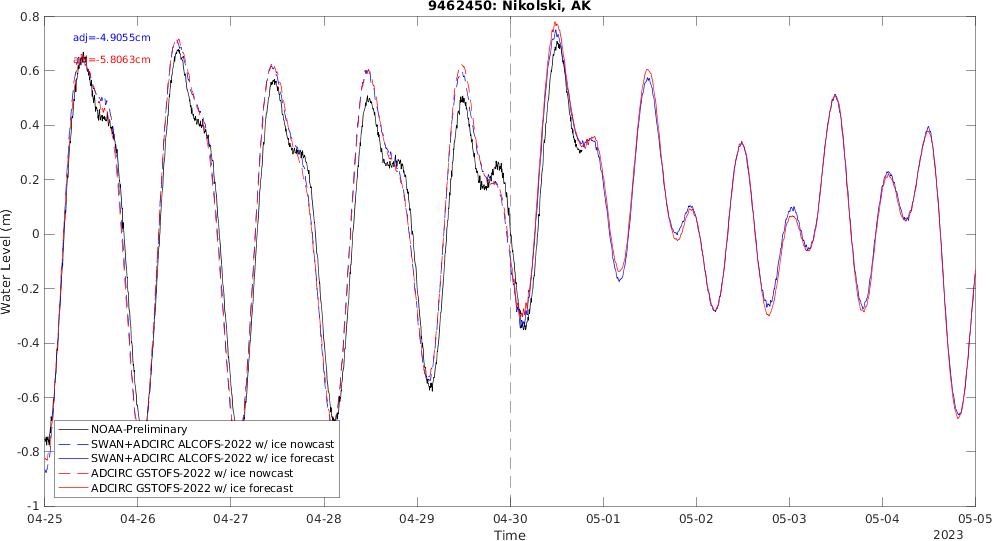 9462450: Nikolski, AK
adj=-4.9055cm
adj=-5.8063cm
Water Level (m)
0.8
0.6
0.4
0.2
0
-0.2
-0.4
-0.6
-0.8
-1
NOAA-Preliminary
SWAN+ADCIRC ALCOFS-2022 w/ ice nowcast
SWAN+ADCIRC ALCOFS-2022 w/ ice forecast
ADCIRC GSTOFS-2022 w/ ice nowcast
ADCIRC GSTOFS-2022 w/ ice forecast
04-25 04-26 04-27 04-28 04-29 04-30 05-01 05-02 05-03 05-04 05-05
Time
2023